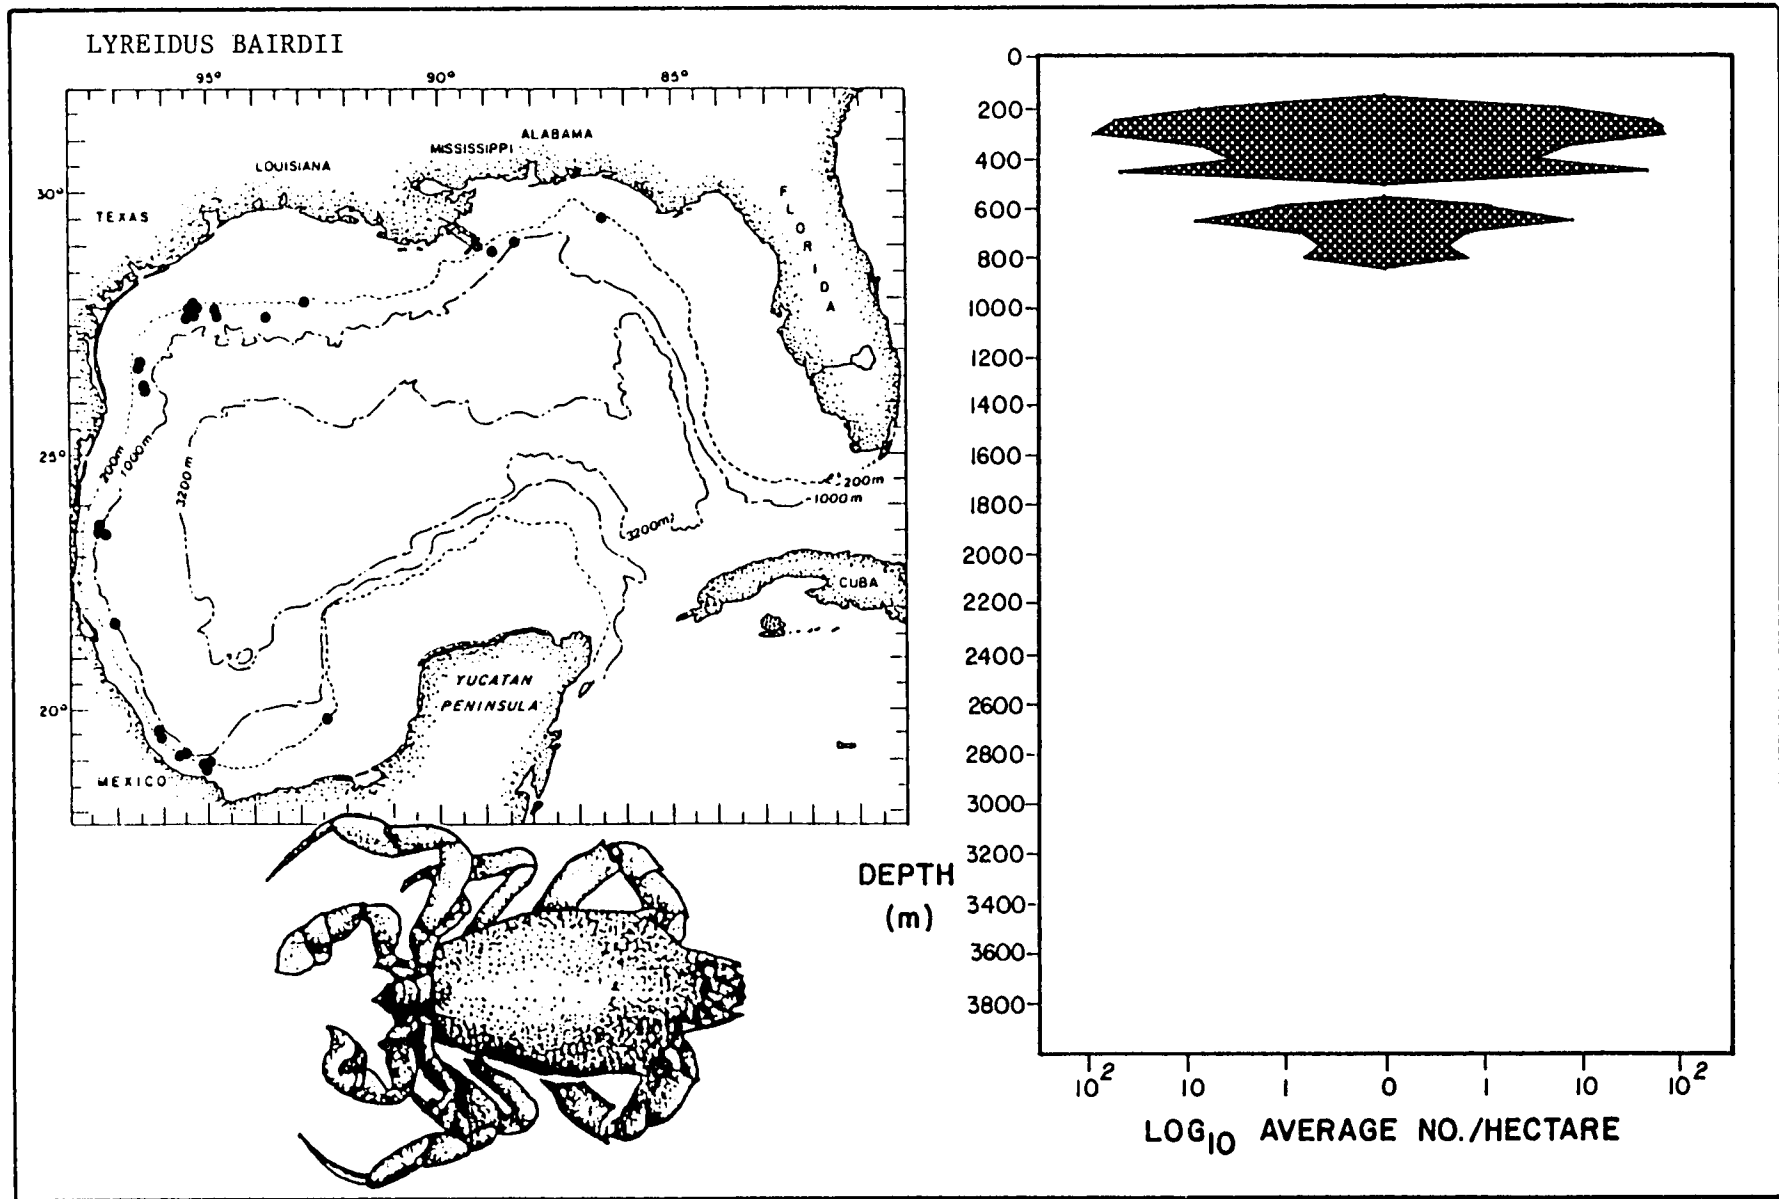 LYREIDUS BAIRDII
95° 90° 85°
ALABAMA
MISSISSIPPI
LOUISIANA
30°
TEXAS
FLORIDA
25°
200m
1000m
3200m
200m
1000m
3200m
CUBA
YUCATAN
PENINSULA
20°
MEXICO
0
200
400
600
800
1000
1200
1400
1600
1800
2000
2200
2400
2600
2800
3000
3200
3400
3600
3800
DEPTH
(m)
10² 10 1 0 1 10 10²
LOG₁₀ AVERAGE NO./HECTARE